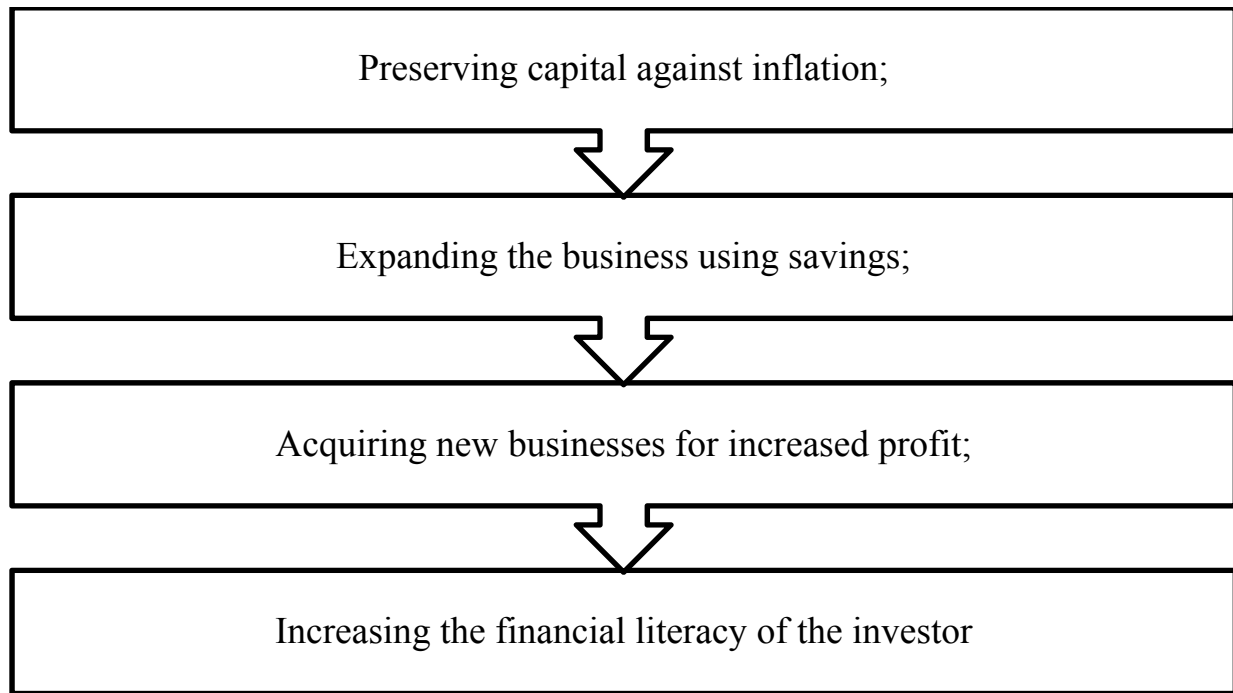 Preserving capital against inflation;
Expanding the business using savings;
Acquiring new businesses for increased profit;
Increasing the financial literacy of the investor